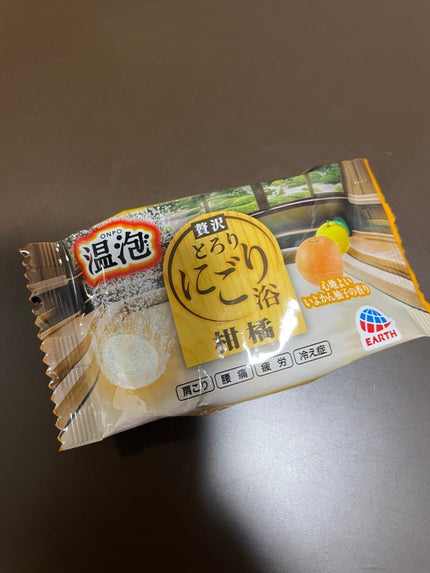 ONPO
温泡
贅沢
とろり
にごり
浴
柑橘
心地よい
いよかん柚子の香り
肩こり
腰痛
疲労
冷え症
EARTH